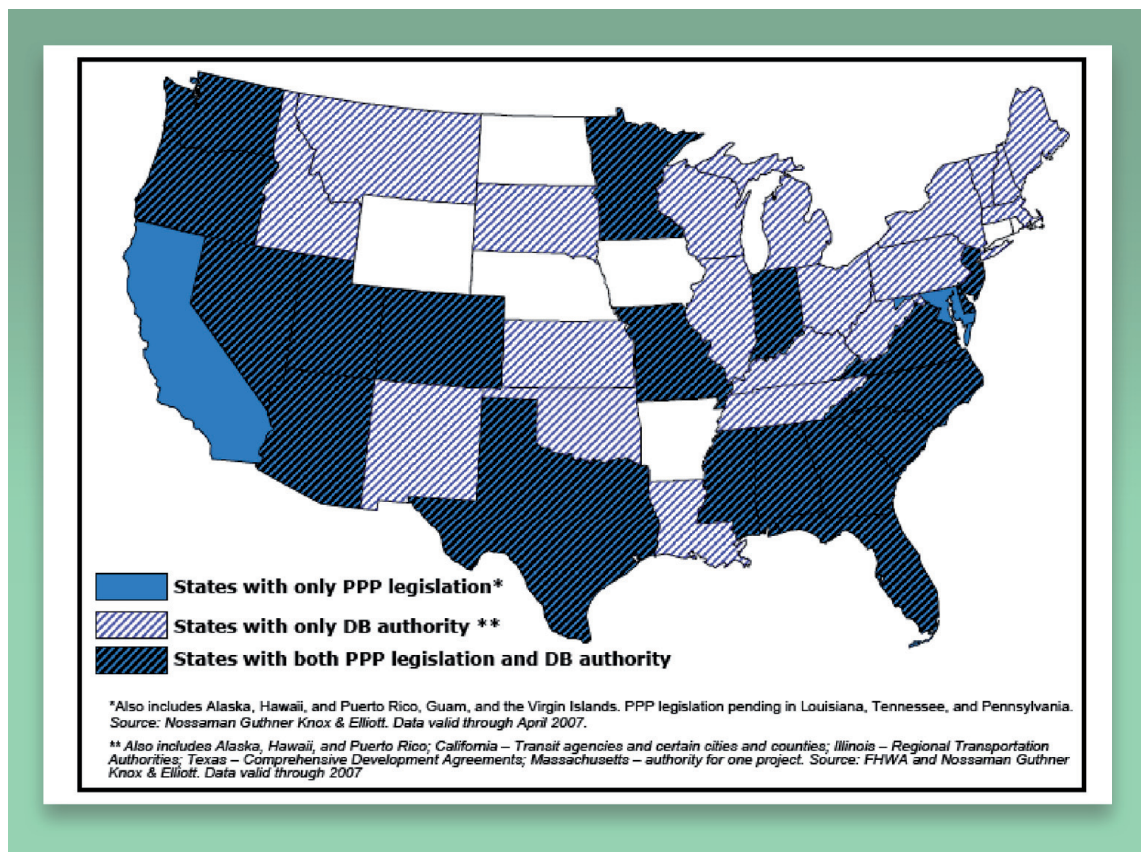 States with only PPP legislation*
States with only DB authority **
States with both PPP legislation and DB authority
*Also includes Alaska, Hawaii, and Puerto Rico, Guam, and the Virgin Islands. PPP legislation pending in Louisiana, Tennessee, and Pennsylvania.
Source: Nossaman Guthner Knox & Elliott. Data valid through April 2007.
** Also includes Alaska, Hawaii, and Puerto Rico; California – Transit agencies and certain cities and counties; Illinois – Regional Transportation
Authorities; Texas – Comprehensive Development Agreements; Massachusetts – authority for one project. Source: FHWA and Nossaman Guthner
Knox & Elliott. Data valid through 2007